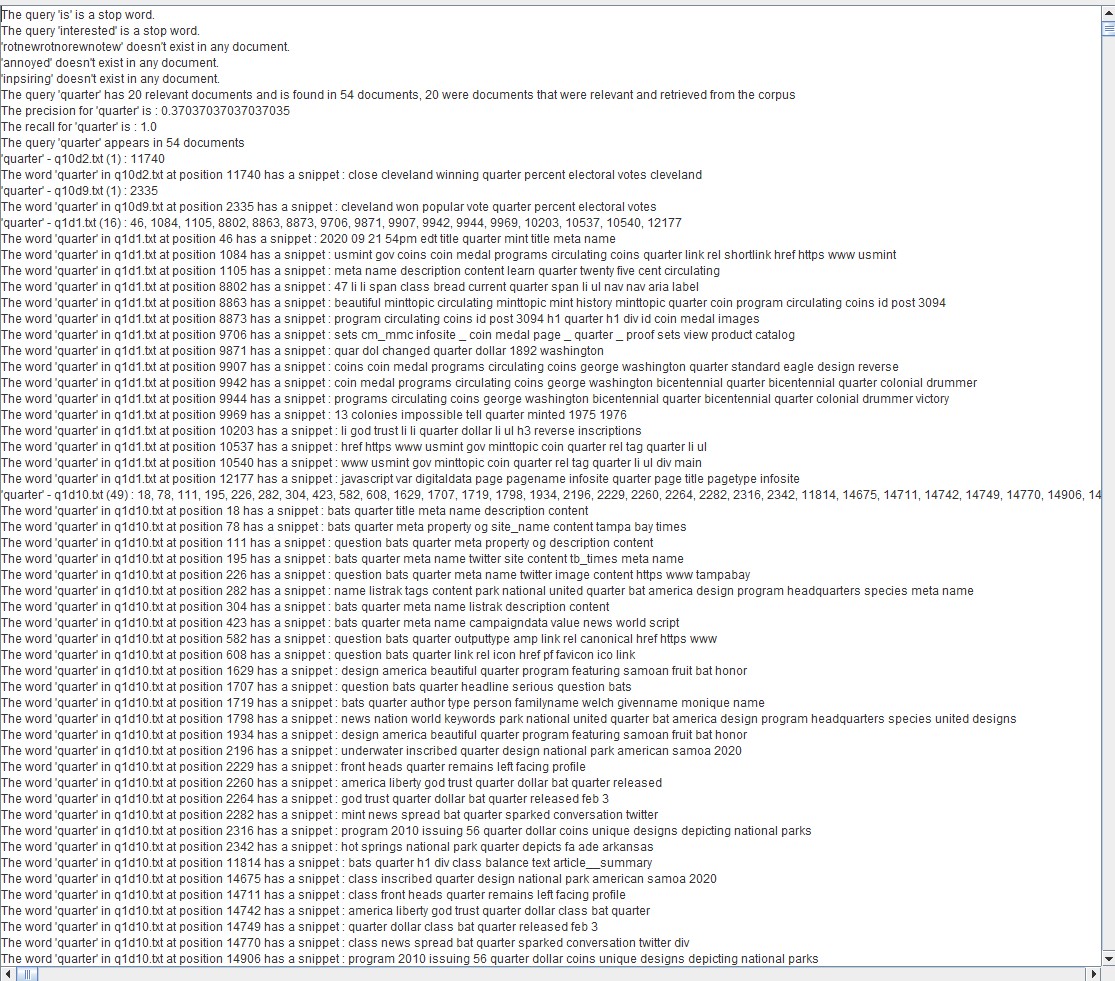 The query 'is' is a stop word.
The query 'interested' is a stop word.
'rotnewrotnorewnotew' doesn't exist in any document.
'annoyed' doesn't exist in any document.
'inpsiring' doesn't exist in any document.
The query 'quarter' has 20 relevant documents and is found in 54 documents, 20 were documents that were relevant and retrieved from the corpus
The precision for 'quarter' is : 0.37037037037037035
The recall for 'quarter' is : 1.0
The query 'quarter' appears in 54 documents
'quarter' - q10d2.txt (1) : 11740
The word 'quarter' in q10d2.txt at position 11740 has a snippet : close cleveland winning quarter percent electoral votes cleveland
'quarter' - q10d9.txt (1) : 2335
The word 'quarter' in q10d9.txt at position 2335 has a snippet : cleveland won popular vote quarter percent electoral votes
'quarter' - q1d1.txt (16) : 46, 1084, 1105, 8802, 8863, 8873, 9706, 9871, 9907, 9942, 9944, 9969, 10203, 10537, 10540, 12177
The word 'quarter' in q1d1.txt at position 46 has a snippet : 2020 09 21 54pm edt title quarter mint title meta name
The word 'quarter' in q1d1.txt at position 1084 has a snippet : usmint gov coins coin medal programs circulating coins quarter link rel shortlink href https www usmint
The word 'quarter' in q1d1.txt at position 1105 has a snippet : meta name description content learn quarter twenty five cent circulating
The word 'quarter' in q1d1.txt at position 8802 has a snippet : 47 li li span class bread current quarter span li ul nav nav aria label
The word 'quarter' in q1d1.txt at position 8863 has a snippet : beautiful minttopic circulating minttopic mint history minttopic quarter coin program circulating coins id post 3094
The word 'quarter' in q1d1.txt at position 8873 has a snippet : program circulating coins id post 3094 h1 quarter h1 div id coin medal images
The word 'quarter' in q1d1.txt at position 9706 has a snippet : sets cm_mmc infosite _ coin medal page _ quarter _ proof sets view product catalog
The word 'quarter' in q1d1.txt at position 9871 has a snippet : quar dol changed quarter dollar 1892 washington
The word 'quarter' in q1d1.txt at position 9907 has a snippet : coins coin medal programs circulating coins george washington quarter standard eagle design reverse
The word 'quarter' in q1d1.txt at position 9942 has a snippet : coin medal programs circulating coins george washington bicentennial quarter bicentennial quarter colonial drummer
The word 'quarter' in q1d1.txt at position 9944 has a snippet : programs circulating coins george washington bicentennial quarter bicentennial quarter colonial drummer victory
The word 'quarter' in q1d1.txt at position 9969 has a snippet : 13 colonies impossible tell quarter minted 1975 1976
The word 'quarter' in q1d1.txt at position 10203 has a snippet : li god trust li li quarter dollar li ul h3 reverse inscriptions
The word 'quarter' in q1d1.txt at position 10537 has a snippet : href https www usmint gov minttopic coin quarter rel tag quarter li ul
The word 'quarter' in q1d1.txt at position 10540 has a snippet : www usmint gov minttopic coin quarter rel tag quarter li ul div main
The word 'quarter' in q1d1.txt at position 12177 has a snippet : javascript var digitaldata page pagename infosite quarter page title pagetype infosite
'quarter' - q1d10.txt (49) : 18, 78, 111, 195, 226, 282, 304, 423, 582, 608, 1629, 1707, 1719, 1798, 1934, 2196, 2229, 2260, 2264, 2282, 2316, 2342, 11814, 14675, 14711, 14742, 14749, 14770, 14906, 14
The word 'quarter' in q1d10.txt at position 18 has a snippet : bats quarter title meta name description content
The word 'quarter' in q1d10.txt at position 78 has a snippet : bats quarter meta property og site_name content tampa bay times
The word 'quarter' in q1d10.txt at position 111 has a snippet : question bats quarter meta property og description content
The word 'quarter' in q1d10.txt at position 195 has a snippet : bats quarter meta name twitter site content tb_times meta name
The word 'quarter' in q1d10.txt at position 226 has a snippet : question bats quarter meta name twitter image content https www tampabay
The word 'quarter' in q1d10.txt at position 282 has a snippet : name listrak tags content park national united quarter bat america design program headquarters species meta name
The word 'quarter' in q1d10.txt at position 304 has a snippet : bats quarter meta name listrak description content
The word 'quarter' in q1d10.txt at position 423 has a snippet : bats quarter meta name campaigndata value news world script
The word 'quarter' in q1d10.txt at position 582 has a snippet : question bats quarter outputtype amp link rel canonical href https www
The word 'quarter' in q1d10.txt at position 608 has a snippet : question bats quarter link rel icon href pf favicon ico link
The word 'quarter' in q1d10.txt at position 1629 has a snippet : design america beautiful quarter program featuring samoan fruit bat honor
The word 'quarter' in q1d10.txt at position 1707 has a snippet : question bats quarter headline serious question bats
The word 'quarter' in q1d10.txt at position 1719 has a snippet : bats quarter author type person familyname welch givenname monique name
The word 'quarter' in q1d10.txt at position 1798 has a snippet : news nation world keywords park national united quarter bat america design program headquarters species united designs
The word 'quarter' in q1d10.txt at position 1934 has a snippet : design america beautiful quarter program featuring samoan fruit bat honor
The word 'quarter' in q1d10.txt at position 2196 has a snippet : underwater inscribed quarter design national park american samoa 2020
The word 'quarter' in q1d10.txt at position 2229 has a snippet : front heads quarter remains left facing profile
The word 'quarter' in q1d10.txt at position 2260 has a snippet : america liberty god trust quarter dollar bat quarter released
The word 'quarter' in q1d10.txt at position 2264 has a snippet : god trust quarter dollar bat quarter released feb 3
The word 'quarter' in q1d10.txt at position 2282 has a snippet : mint news spread bat quarter sparked conversation twitter
The word 'quarter' in q1d10.txt at position 2316 has a snippet : program 2010 issuing 56 quarter dollar coins unique designs depicting national parks
The word 'quarter' in q1d10.txt at position 2342 has a snippet : hot springs national park quarter depicts fa ade arkansas
The word 'quarter' in q1d10.txt at position 11814 has a snippet : bats quarter h1 div class balance text article__summary
The word 'quarter' in q1d10.txt at position 14675 has a snippet : class inscribed quarter design national park american samoa 2020
The word 'quarter' in q1d10.txt at position 14711 has a snippet : class front heads quarter remains left facing profile
The word 'quarter' in q1d10.txt at position 14742 has a snippet : america liberty god trust quarter dollar class bat quarter
The word 'quarter' in q1d10.txt at position 14749 has a snippet : quarter dollar class bat quarter released feb 3
The word 'quarter' in q1d10.txt at position 14770 has a snippet : class news spread bat quarter sparked conversation twitter div
The word 'quarter' in q1d10.txt at position 14906 has a snippet : program 2010 issuing 56 quarter dollar coins unique designs depicting national parks